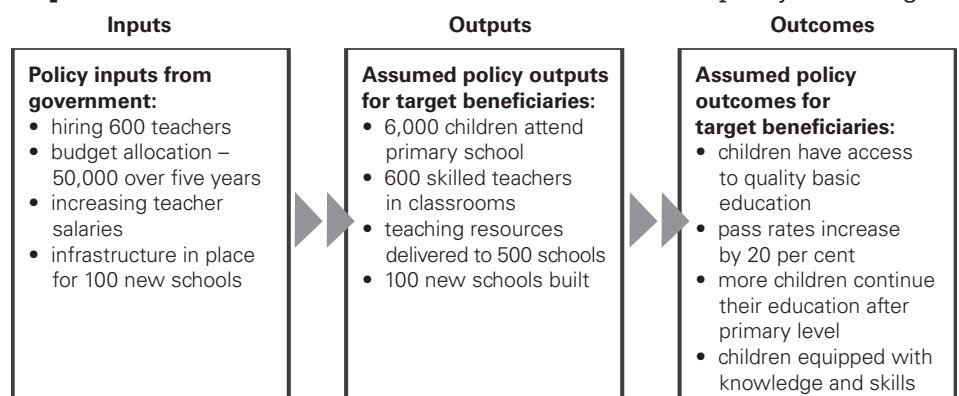 Inputs
Outputs
Outcomes
Policy inputs from
government:
• hiring 600 teachers
• budget allocation –
50,000 over five years
• increasing teacher
salaries
• infrastructure in place
for 100 new schools
Assumed policy outputs
for target beneficiaries:
• 6,000 children attend
primary school
• 600 skilled teachers
in classrooms
• teaching resources
delivered to 500 schools
• 100 new schools built
Assumed policy
outcomes for
target beneficiaries:
• children have access
to quality basic
education
• pass rates increase
by 20 per cent
• more children continue
their education after
primary level
• children equipped with
knowledge and skills